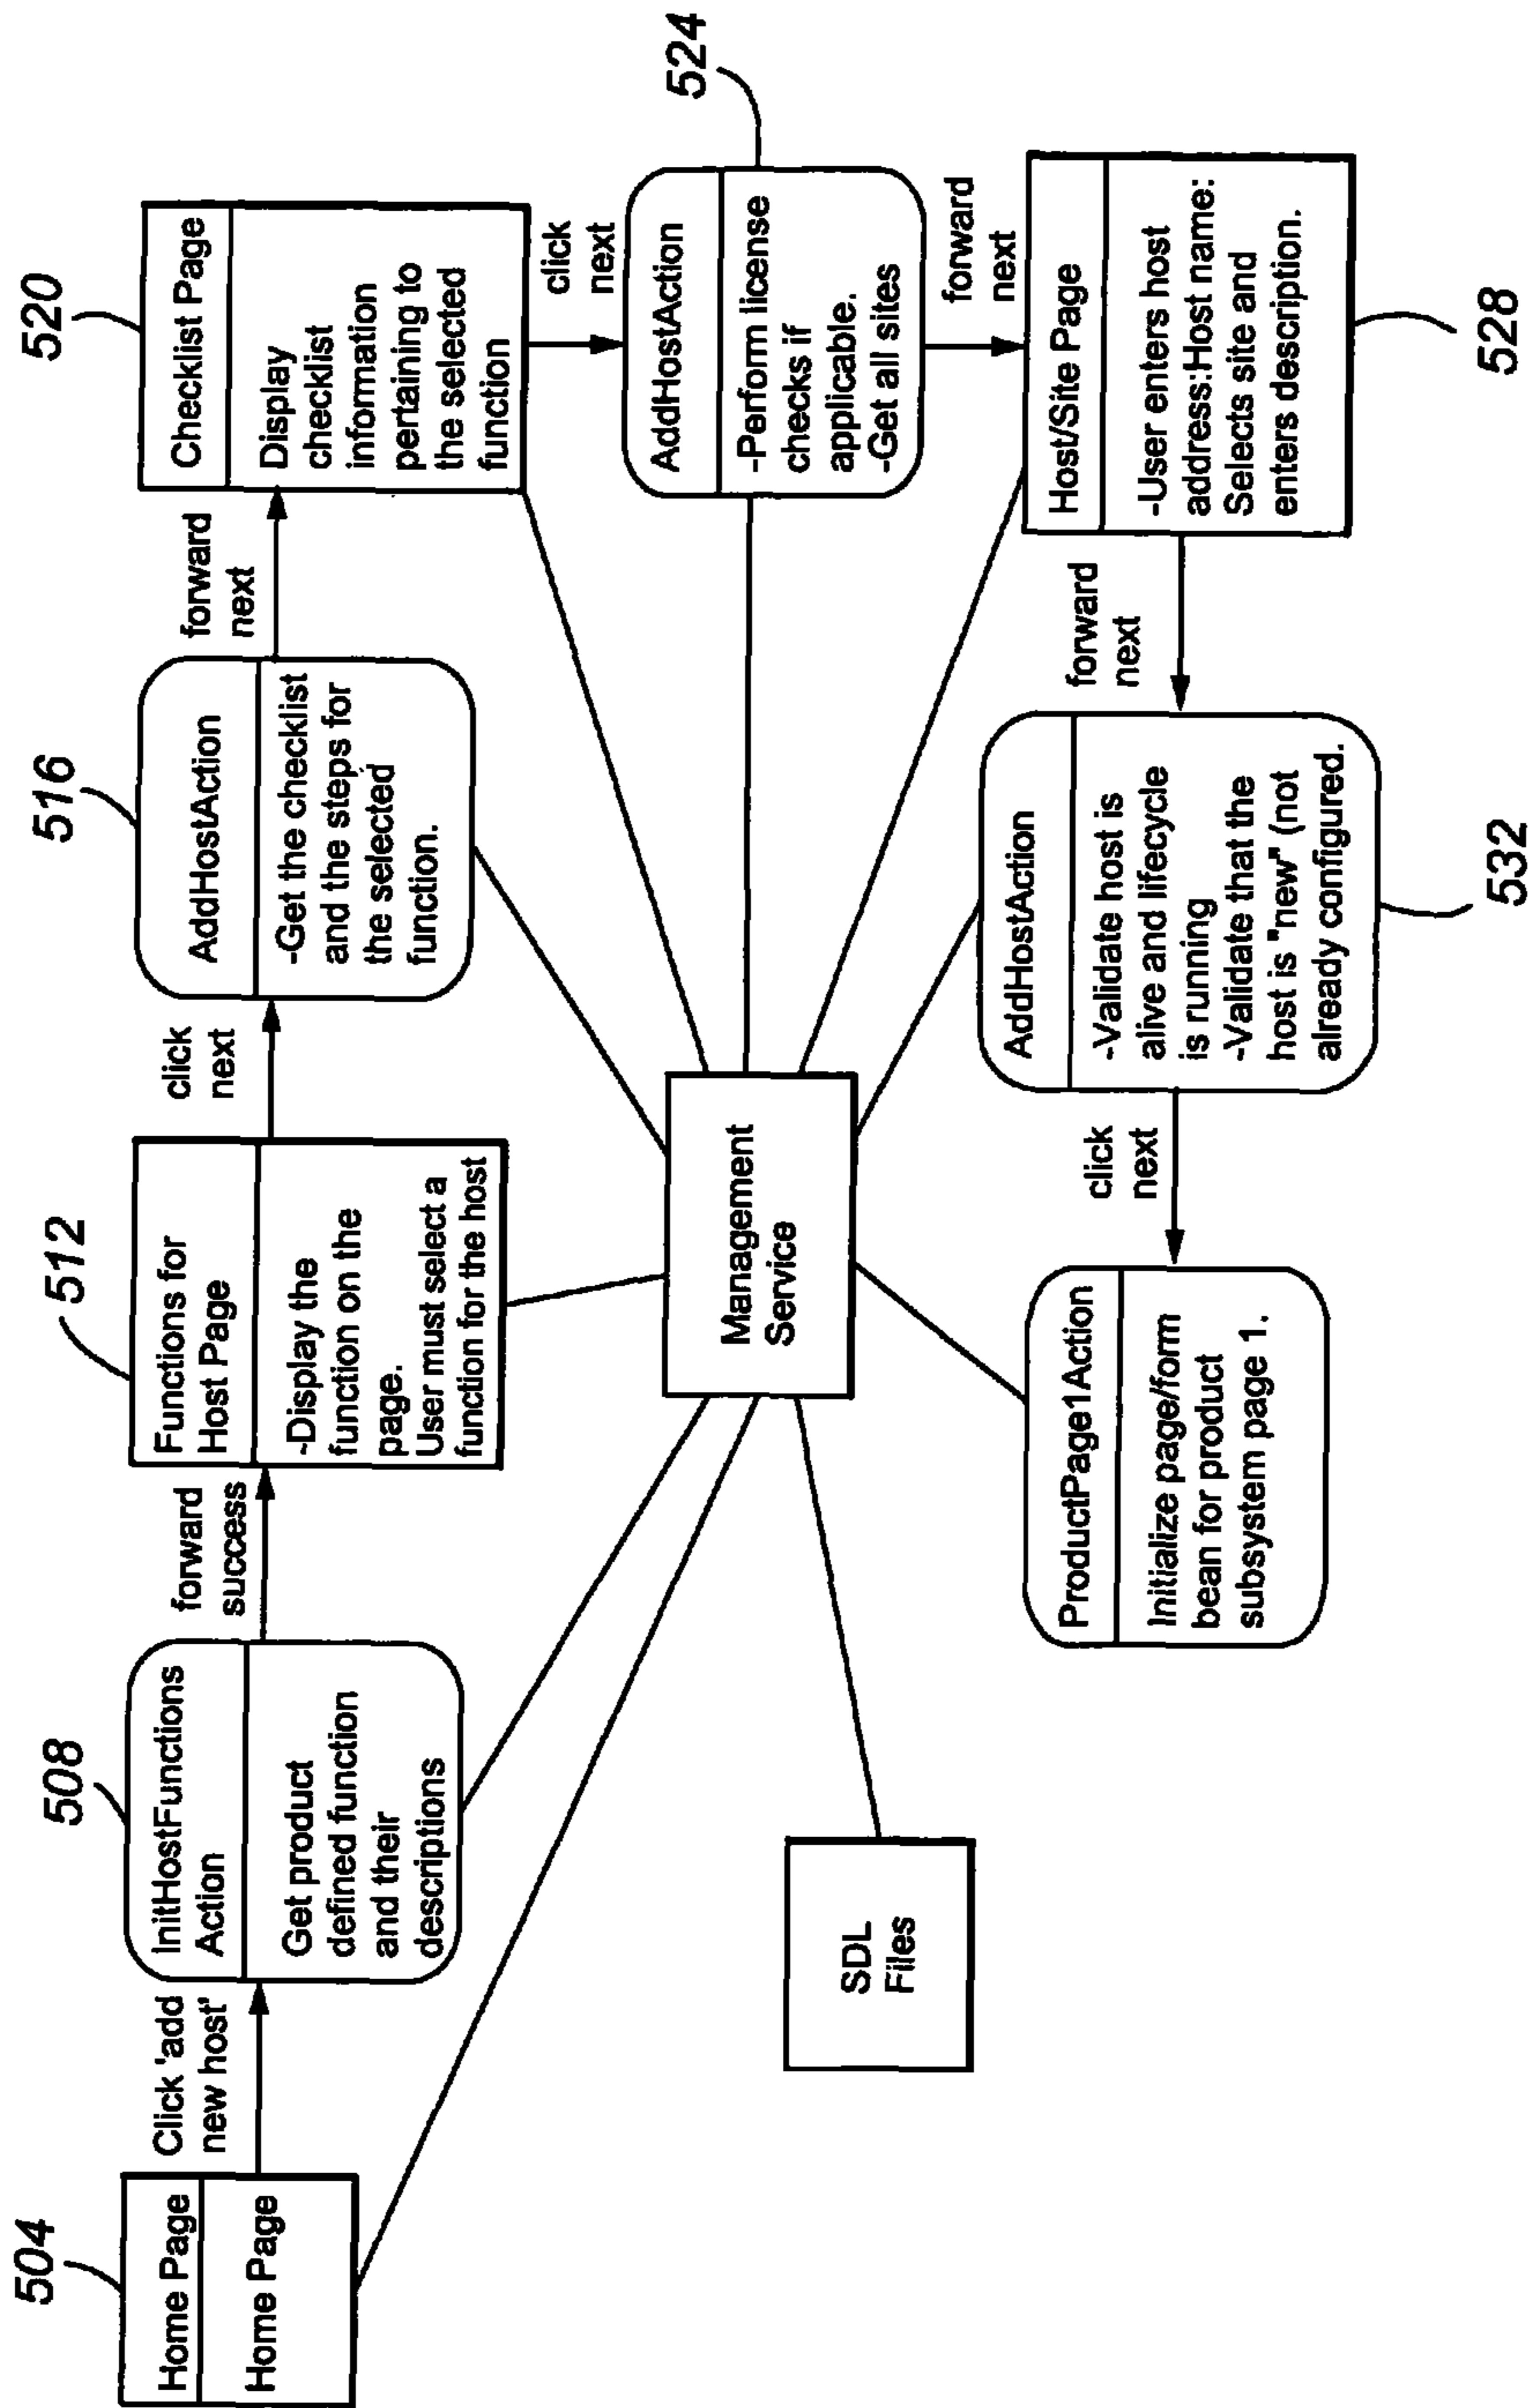 504
Home Page
Home Page
Click 'add
new host'
508
InitHostFunctions
Action
Get product
defined function
and their
descriptions
forward
success
512
Functions for
Host Page
-Display the
function on the
page.
User must select a
function for the host
click
next
516
AddHostAction
-Get the checklist
and the steps for
the selected
function.
forward
next
520
Checklist Page
Display
checklist
information
pertaining to
the selected
function
click
next
524
AddHostAction
-Perform license
checks if
applicable.
-Get all sites
forward
next
Host/Site Page
-User enters host
address:Host name:
Selects site and
enters description.
528
forward
next
AddHostAction
-Validate host is
alive and lifecycle
is running
-Validate that the
host is "new" (not
already configured.
532
click
next
ProductPage1Action
Initialize page/form
bean for product
subsystem page 1.
Management
Service
SDL
Files